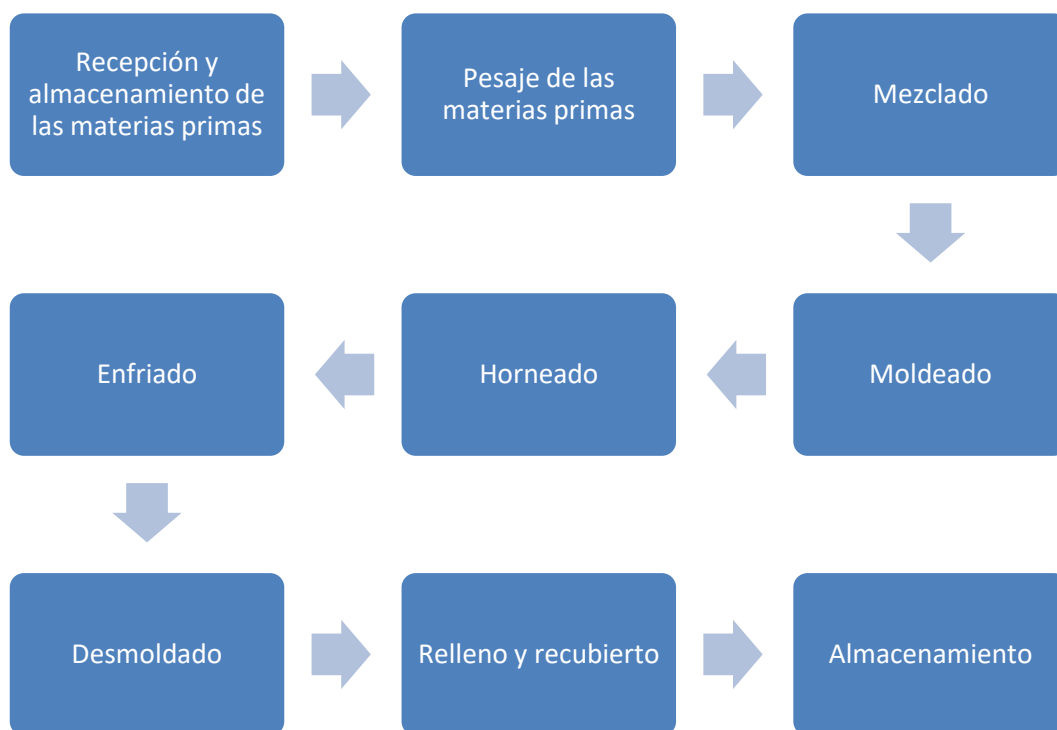 Recepción y
almacenamiento de
las materias primas
Pesaje de las
materias primas
Mezclado
Moldeado
Horneado
Enfriado
Desmoldado
Relleno y recubierto
Almacenamiento